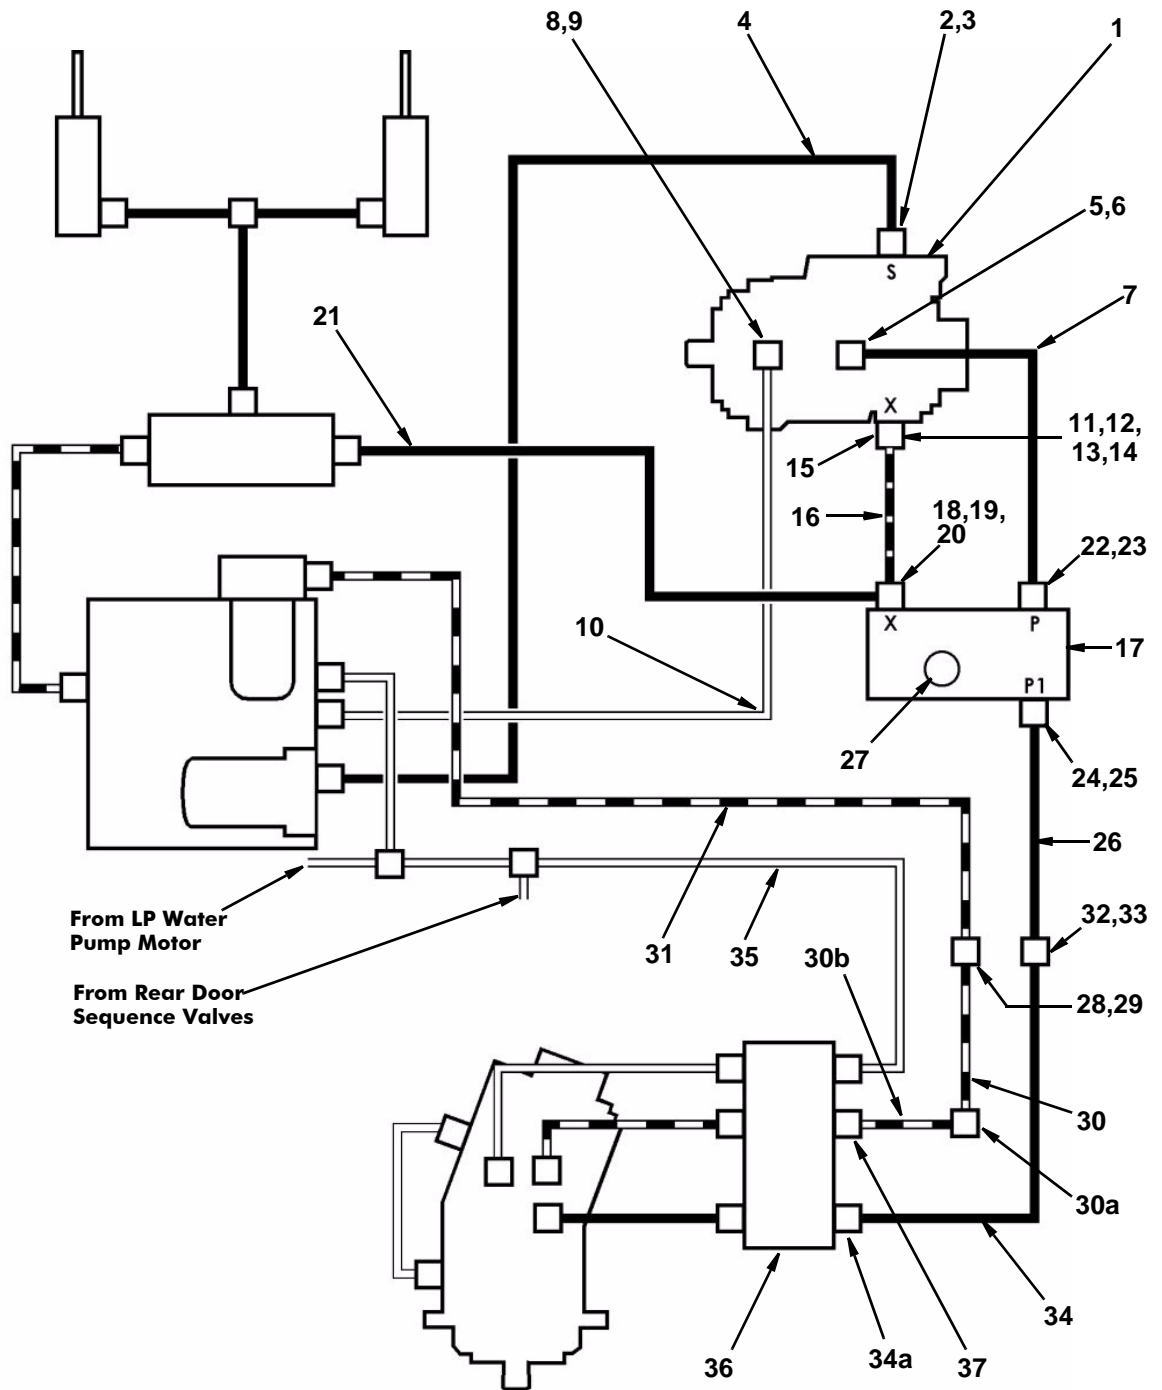 8,9
4
2,3
1
5,6
S
7
21
X
11,12,
13,14
15
16
18,19,
20
22,23
X
P
17
10
P1
27
24,25
26
From LP Water
Pump Motor
32,33
31
35
30b
From Rear Door
Sequence Valves
28,29
30
30a
34
36
34a
37